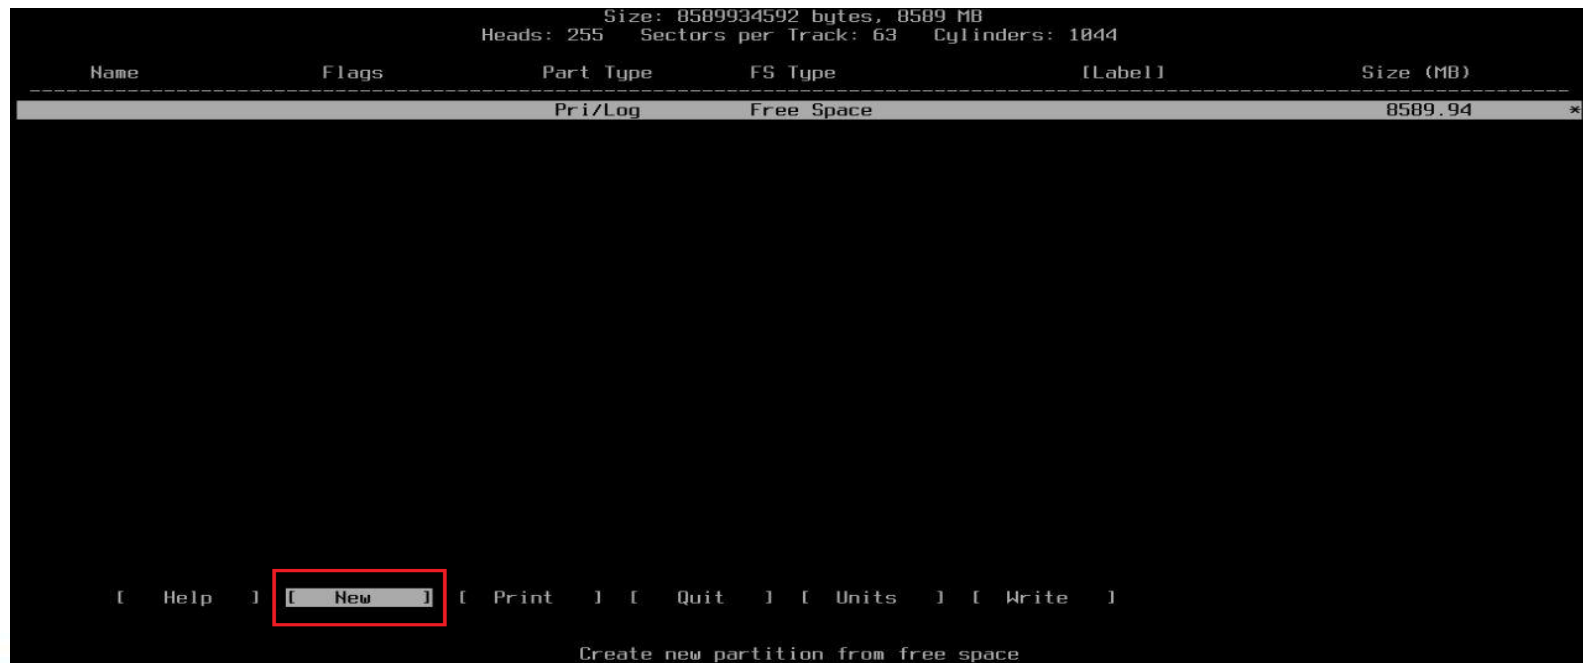 Size: 8589934592 bytes, 8589 MB
Heads: 255   Sectors per Track: 63   Cylinders: 1044
Name   Flags   Part Type   FS Type   [Label]   Size (MB)
Pri/Log   Free Space   8589.94   *
[ Help ] [ New ] [ Print ] [ Quit ] [ Units ] [ Write ]
Create new partition from free space